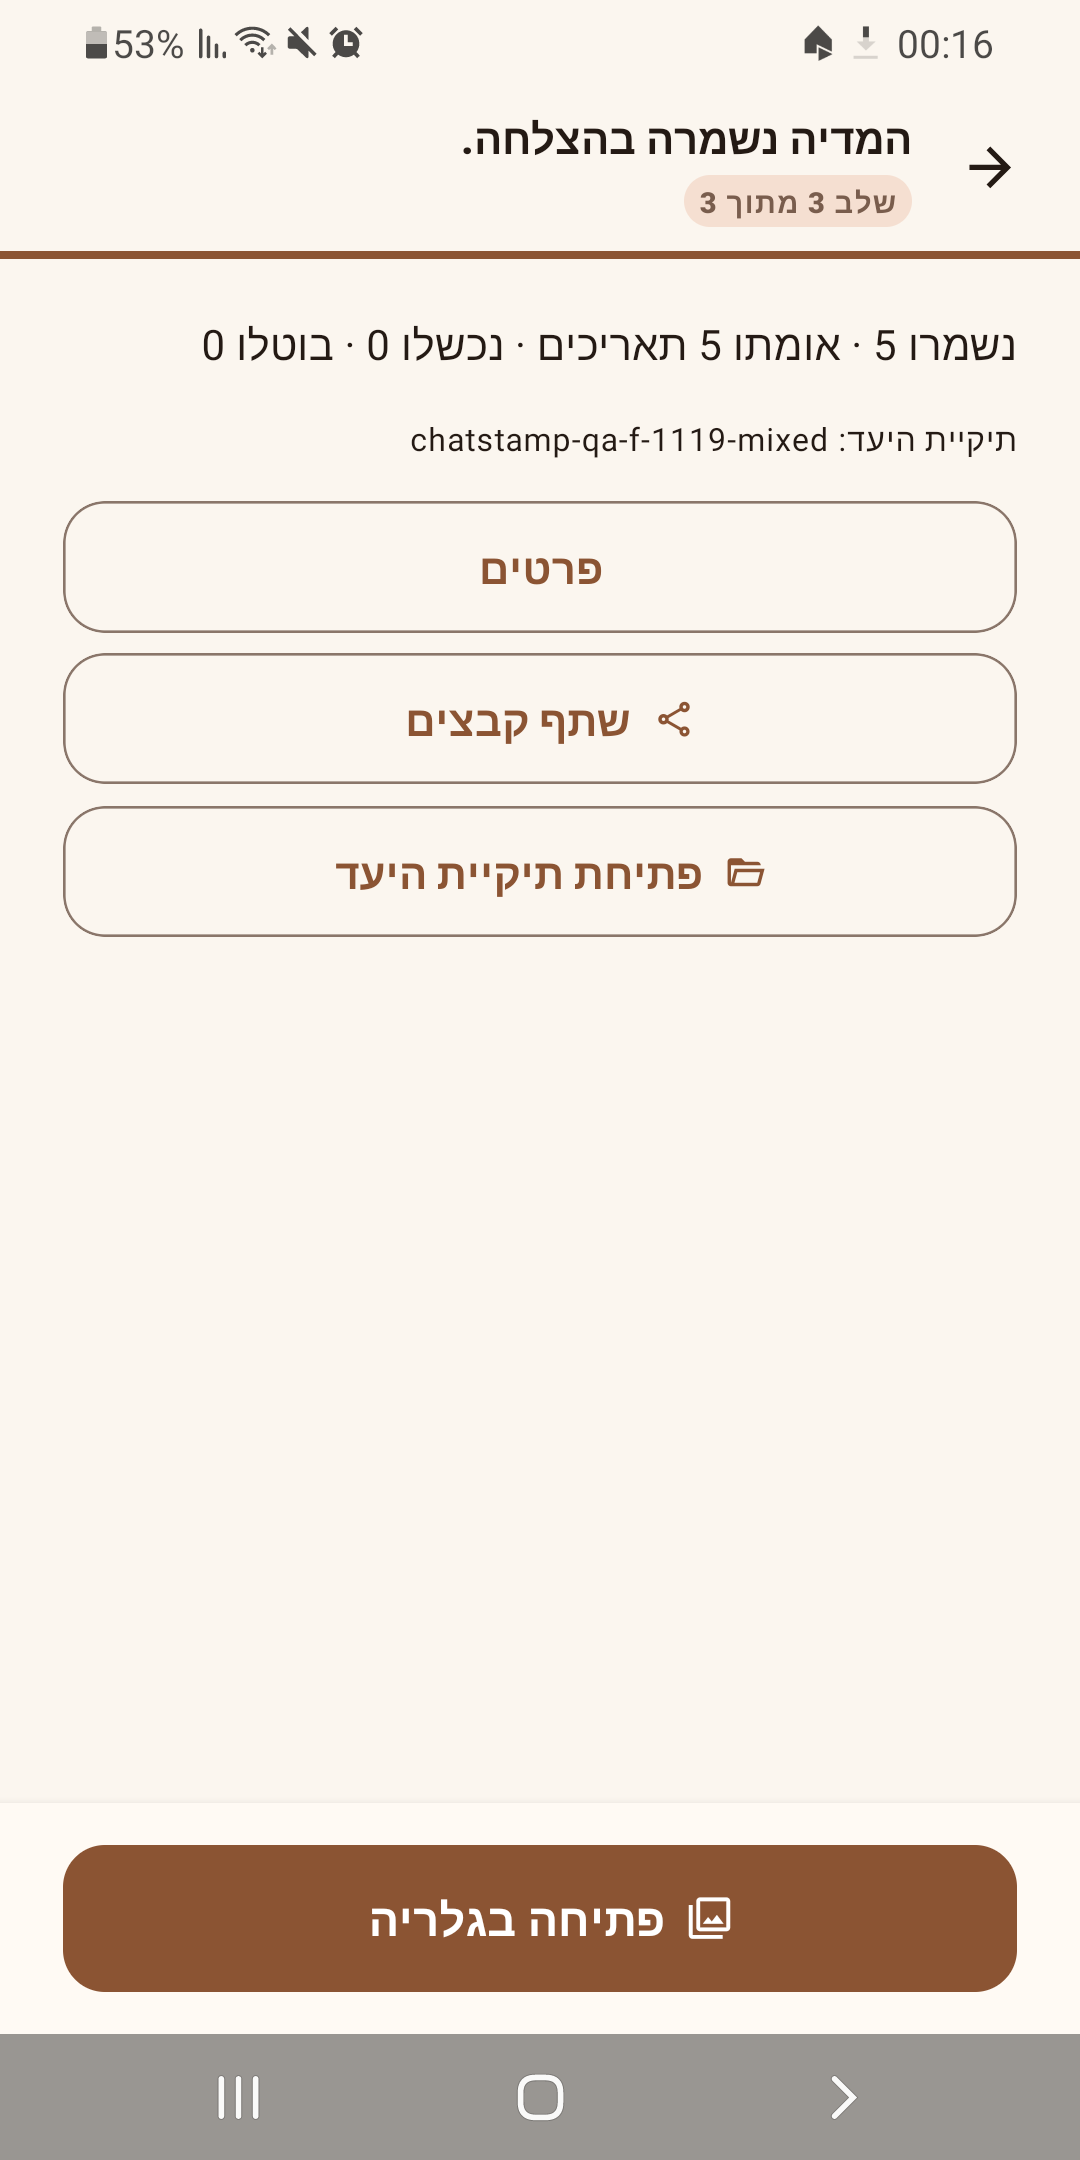 53% 00:16
המדיה נשמרה בהצלחה.
שלב 3 מתוך 3
נשמרו 5 · אומתו 5 תאריכים · נכשלו 0 · בוטלו 0
תיקיית היעד: chatstamp-qa-f-1119-mixed
פרטים
שתף קבצים
פתיחת תיקיית היעד
פתיחה בגלריה